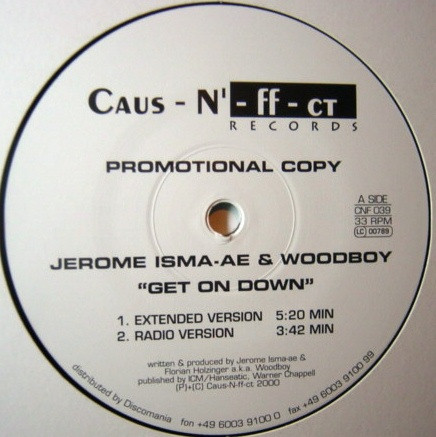 CAUS - N' - ff - CT
RECORDS
PROMOTIONAL COPY
A SIDE
CNF 039
33 RPM
LC 00789
JEROME ISMA-AE & WOODBOY
"GET ON DOWN"
1. EXTENDED VERSION 5:20 MIN
2. RADIO VERSION 3:42 MIN
written & produced by Jerome Isma-ae &
Florian Holzinger a.k.a. Woodboy
published by ICM/Hanseatic, Warner Chappell
(P)+(C) Caus-N-ff-ct 2000
distributed by Discomania fon +49 6003 9100 0 fax +49 6003 9100 99